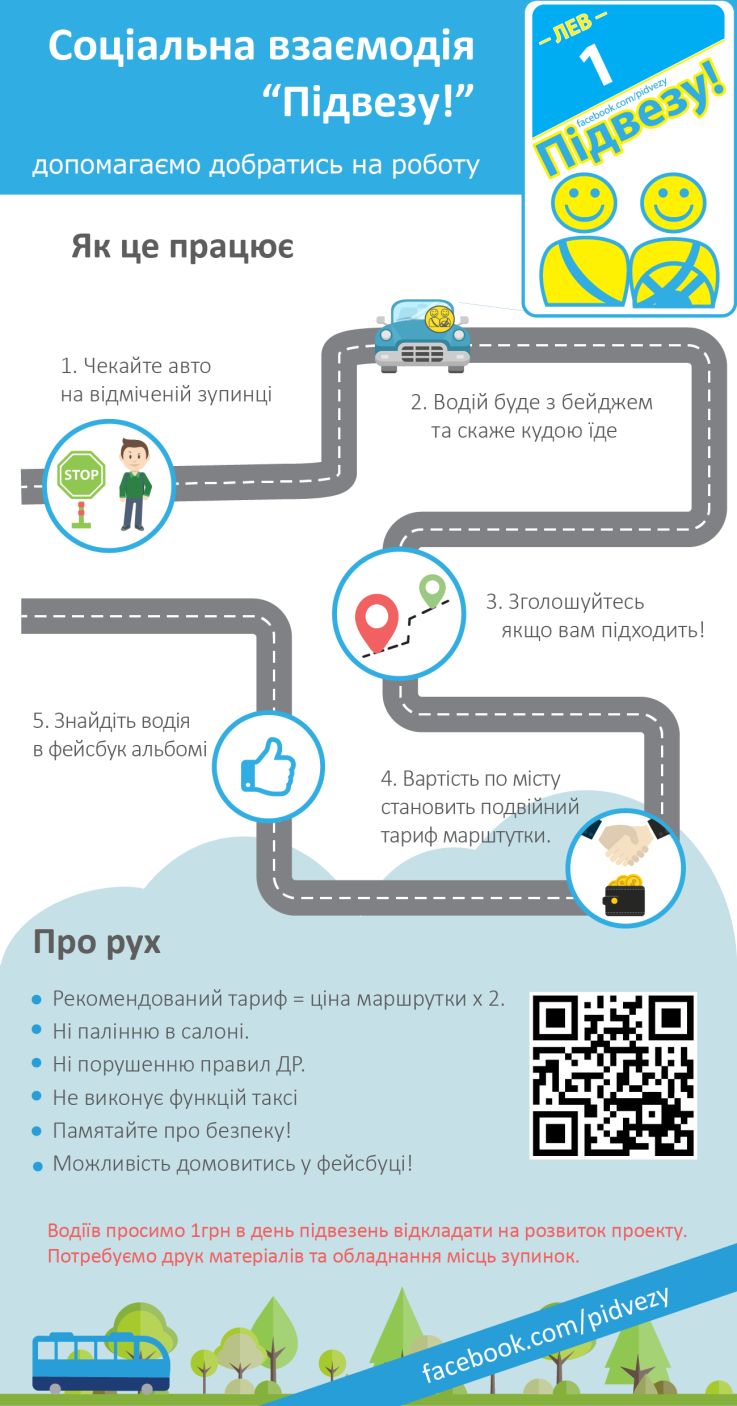 Соціальна взаємодія
“Підвезу!”
допомагаємо добратись на роботу
– ЛЕВ –
1
facebook.com/pidvezy
Підвезу!
Як це працює
1. Чекайте авто
на відміченій зупинці
STOP
2. Водій буде з бейджем
та скаже кудою їде
3. Зголошуйтесь
якщо вам підходить!
4. Вартість по місту
становить подвійний
тариф марштутки.
5. Знайдіть водія
в фейсбук альбомі
Про рух
• Рекомендований тариф = ціна маршрутки х 2.
• Ні палінню в салоні.
• Ні порушенню правил ДР.
• Не виконує функцій таксі
• Памятайте про безпеку!
• Можливість домовитись у фейсбуці!
Водіїв просимо 1грн в день підвезень відкладати на розвиток проекту.
Потребуємо друк матеріалів та обладнання місць зупинок.
facebook.com/pidvezy